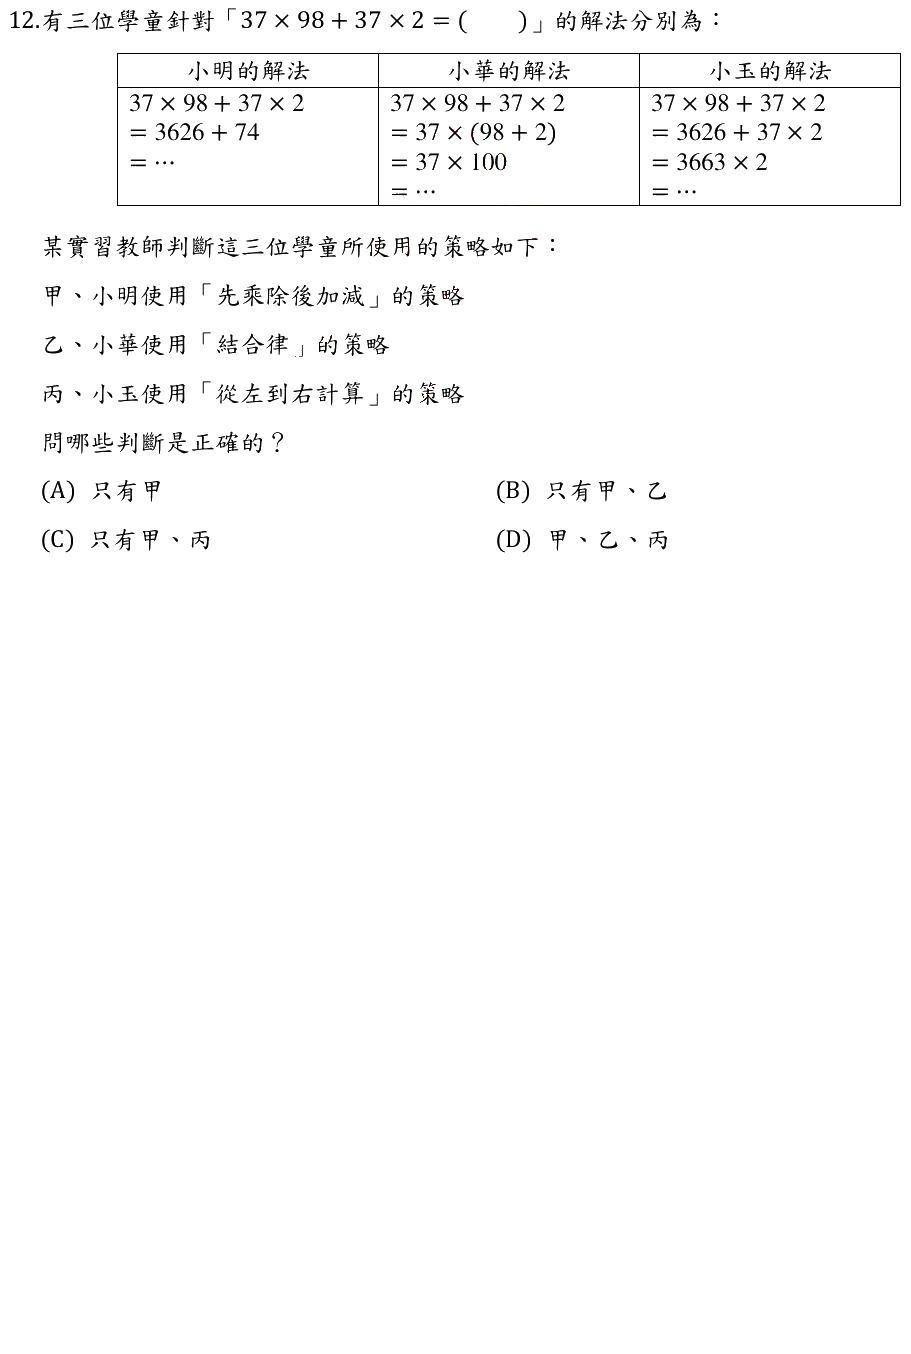 12.有三位學童針對「37 × 98 + 37 × 2 = (　　)」的解法分別為：
小明的解法　小華的解法　小玉的解法
37 × 98 + 37 × 2　37 × 98 + 37 × 2　37 × 98 + 37 × 2
= 3626 + 74　= 37 × (98 + 2)　= 3626 + 37 × 2
= ⋯　= 37 × 100　= 3663 × 2
= ⋯　= ⋯
某實習教師判斷這三位學童所使用的策略如下：
甲、小明使用「先乘除後加減」的策略
乙、小華使用「結合律」的策略
丙、小玉使用「從左到右計算」的策略
問哪些判斷是正確的？
(A) 只有甲　(B) 只有甲、乙
(C) 只有甲、丙　(D) 甲、乙、丙